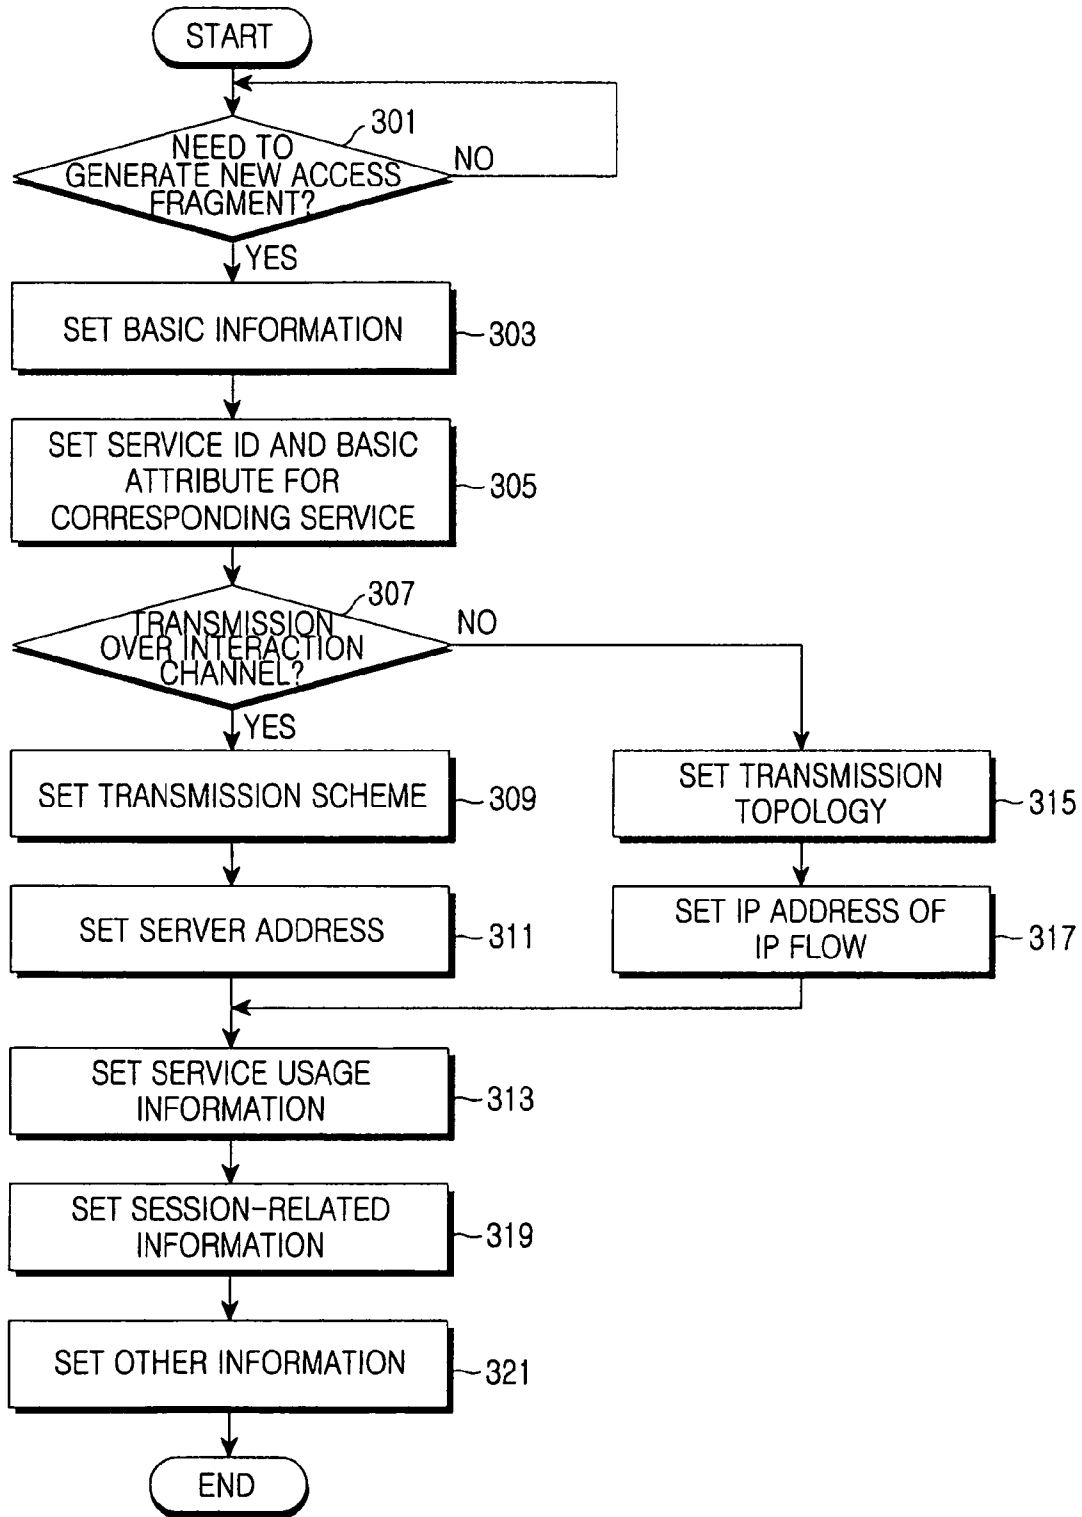 START
301
NEED TO
GENERATE NEW ACCESS
FRAGMENT?
NO
YES
SET BASIC INFORMATION
303
SET SERVICE ID AND BASIC
ATTRIBUTE FOR
CORRESPONDING SERVICE
305
307
TRANSMISSION
OVER INTERACTION
CHANNEL?
NO
YES
SET TRANSMISSION SCHEME
309
SET TRANSMISSION
TOPOLOGY
315
SET SERVER ADDRESS
311
SET IP ADDRESS OF
IP FLOW
317
SET SERVICE USAGE
INFORMATION
313
SET SESSION-RELATED
INFORMATION
319
SET OTHER INFORMATION
321
END